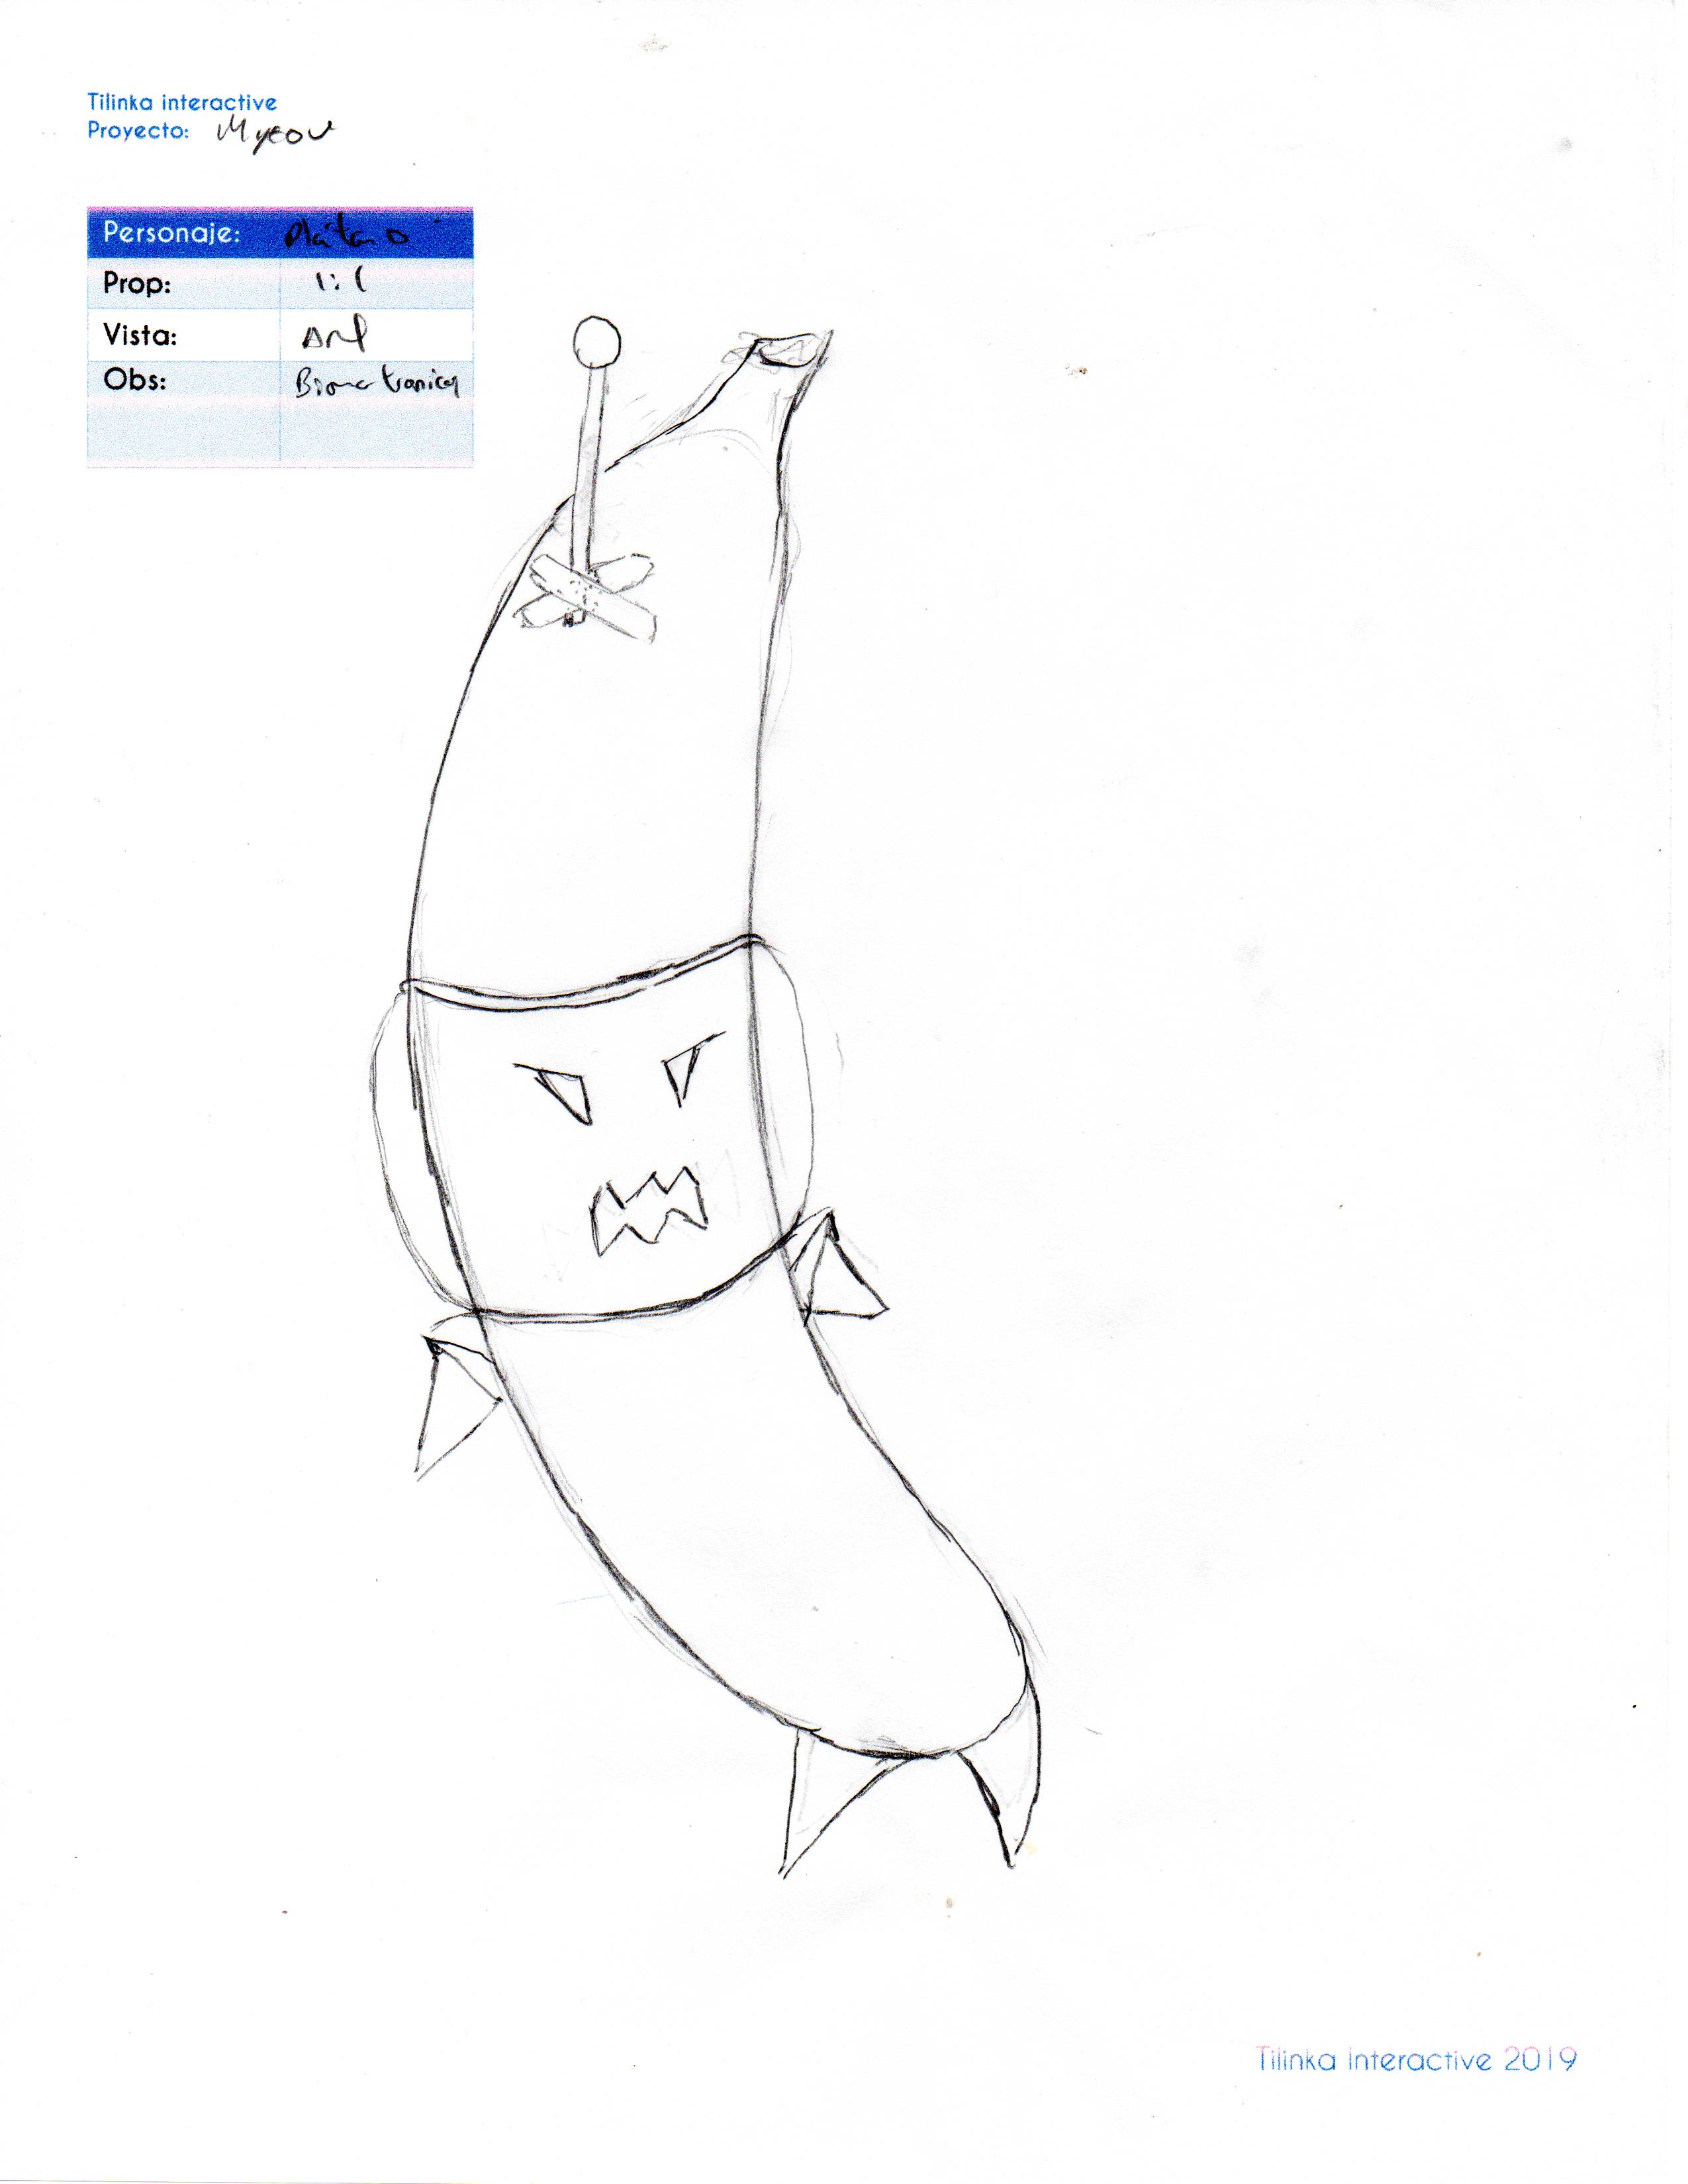 Tilinka interactive
Proyecto:
Personaje: Plátano
Prop: 1:1
Vista:
Obs:
Tilinka Interactive 2019